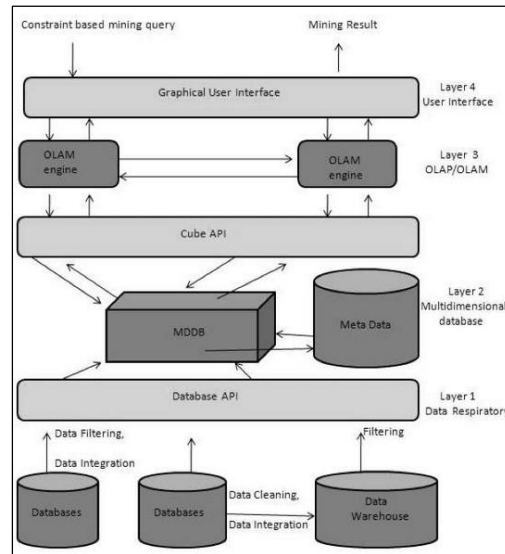 Constraint based mining query
Mining Result
Graphical User Interface
Layer 4
User Interface
OLAM
engine
OLAM
engine
Layer 3
OLAP/OLAM
Cube API
MDDB
Meta Data
Layer 2
Multidimensional
database
Database API
Layer 1
Data Respiratory
Data Filtering,
Data Integration
Filtering
Databases
Databases
Data Cleaning,
Data Integration
Data
Warehouse